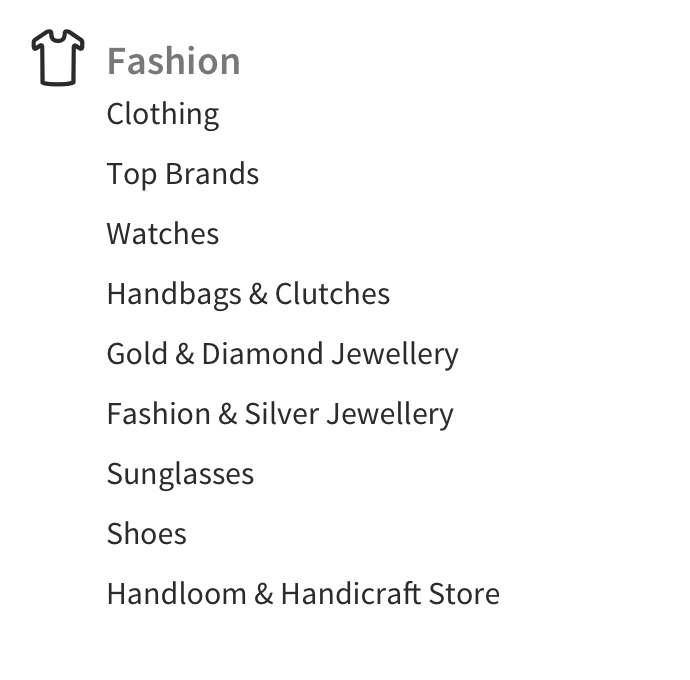 Fashion
Clothing
Top Brands
Watches
Handbags & Clutches
Gold & Diamond Jewellery
Fashion & Silver Jewellery
Sunglasses
Shoes
Handloom & Handicraft Store